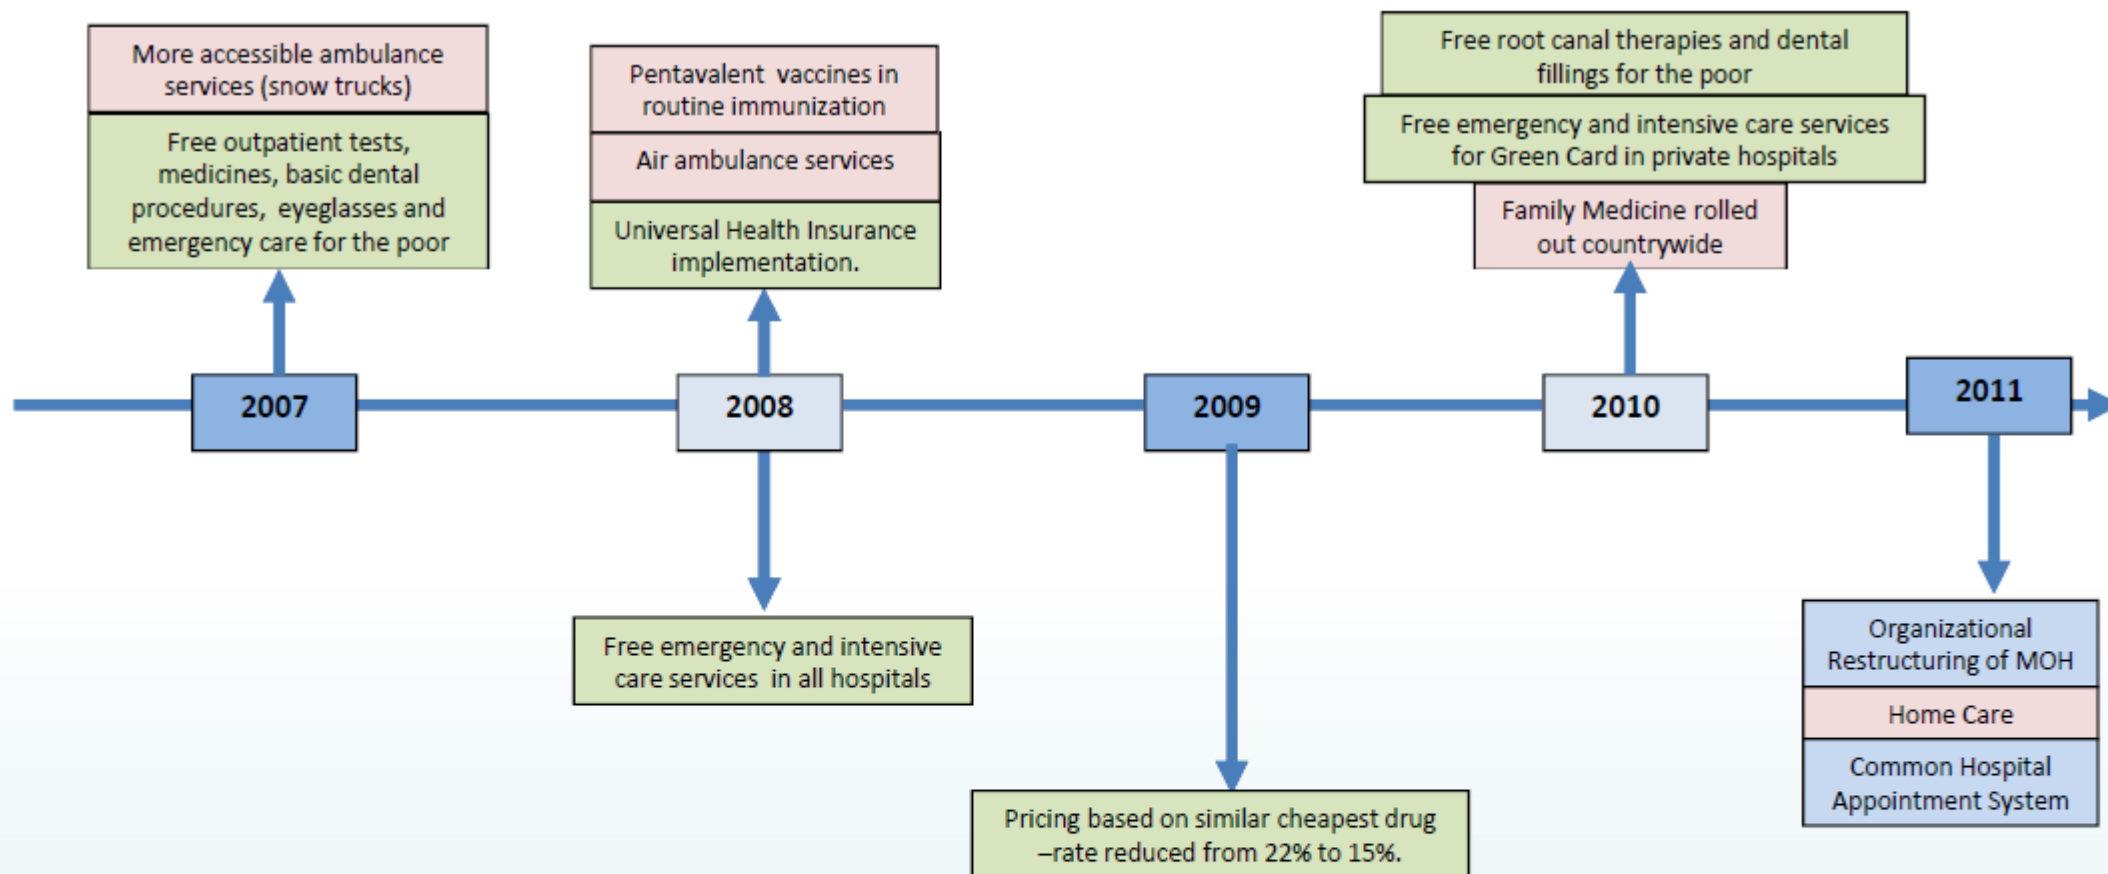 More accessible ambulance
services (snow trucks)
Free outpatient tests,
medicines, basic dental
procedures, eyeglasses and
emergency care for the poor
Pentavalent vaccines in
routine immunization
Air ambulance services
Universal Health Insurance
implementation.
Free root canal therapies and dental
fillings for the poor
Free emergency and intensive care services
for Green Card in private hospitals
Family Medicine rolled
out countrywide
2007
2008
2009
2010
2011
Free emergency and intensive
care services in all hospitals
Pricing based on similar cheapest drug
–rate reduced from 22% to 15%.
Organizational
Restructuring of MOH
Home Care
Common Hospital
Appointment System